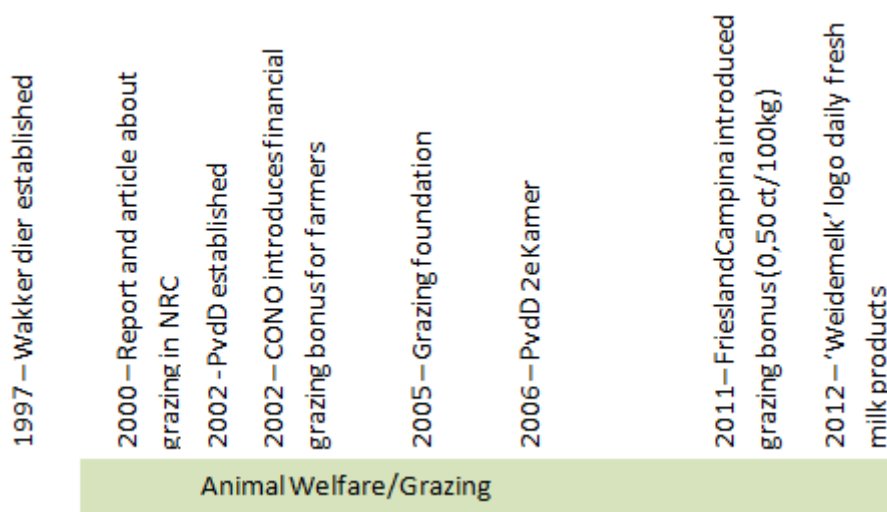 1997 – Wakker dier established
2000 – Report and article about
grazing in NRC
2002 - PvdD established
2002 – CONO introduces financial
grazing bonus for farmers
2005 – Grazing foundation
2006 – PvdD 2e Kamer
2011 – FrieslandCampina introduced
grazing bonus (0,50 ct/100kg)
2012 – ‘Weidemelk’ logo daily fresh
milk products
Animal Welfare/Grazing